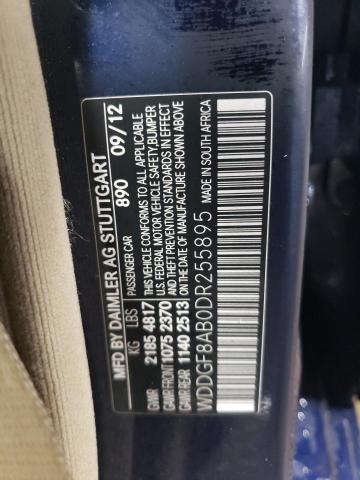 MFD BY DAIMLER AG STUTTGART
PASSENGER CAR 890 09/12
KG LBS
GVWR 2185 4817
GAWR FRONT 1075 2370
GAWR REAR 1140 2513
THIS VEHICLE CONFORMS TO ALL APPLICABLE
U.S. FEDERAL MOTOR VEHICLE SAFETY, BUMPER
AND THEFT PREVENTION STANDARDS IN EFFECT
ON THE DATE OF MANUFACTURE SHOWN ABOVE
WDDGF8AB0DR255895 MADE IN SOUTH AFRICA